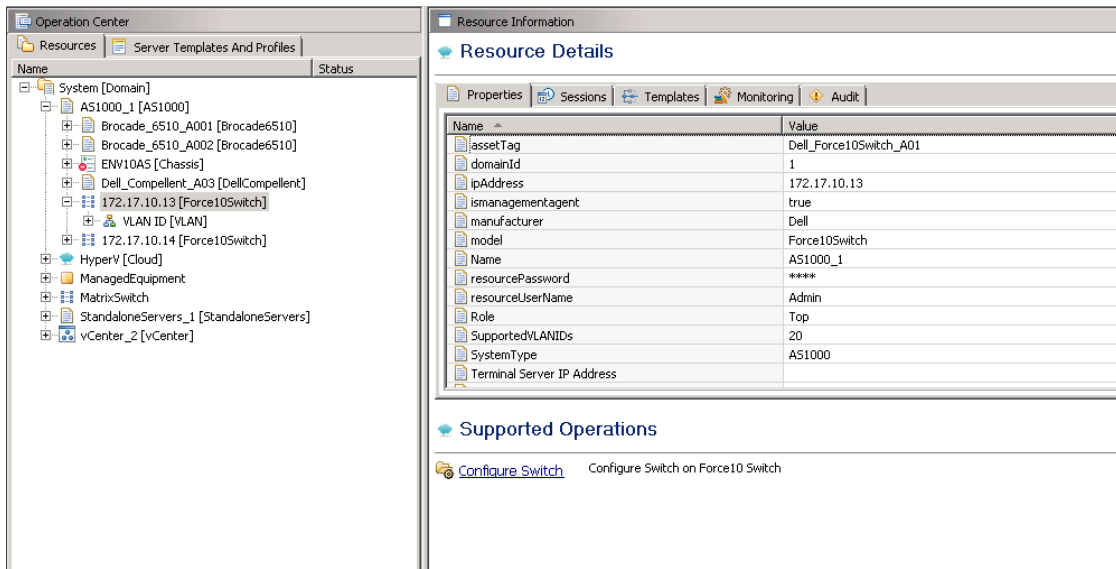 Operation Center
Resources
Server Templates And Profiles
Name
Status
System [Domain]
AS1000_1 [AS1000]
Brocade_6510_A001 [Brocade6510]
Brocade_6510_A002 [Brocade6510]
ENV10AS [Chassis]
Dell_Compellent_A03 [DellCompellent]
172.17.10.13 [Force10Switch]
VLAN ID [VLAN]
172.17.10.14 [Force10Switch]
HyperV [Cloud]
ManagedEquipment
MatrixSwitch
StandaloneServers_1 [StandaloneServers]
vCenter_2 [vCenter]
Resource Information
Resource Details
Properties
Sessions
Templates
Monitoring
Audit
Name Value
assetTag Dell_Force10Switch_A01
domainId 1
ipAddress 172.17.10.13
ismanagementagent true
manufacturer Dell
model Force10Switch
Name AS1000_1
resourcePassword ****
resourceUserName Admin
Role Top
SupportedVLANIDs 20
SystemType AS1000
Terminal Server IP Address
Supported Operations
Configure Switch Configure Switch on Force10 Switch